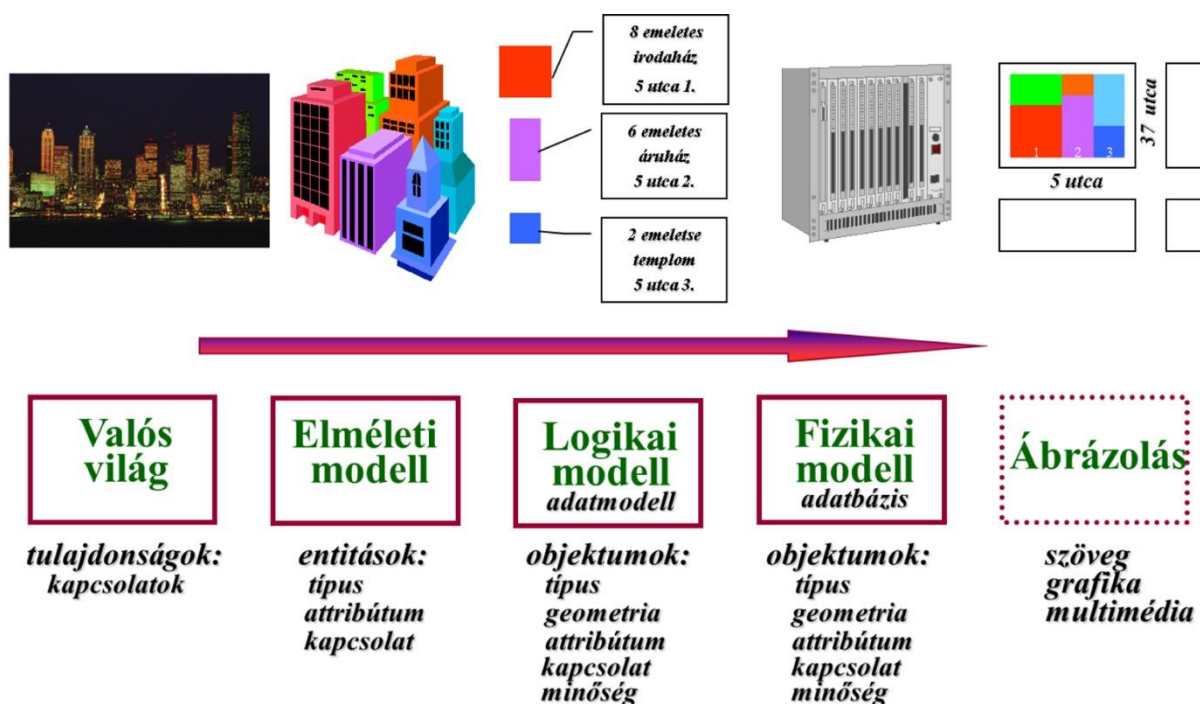 8 emeletes
irodaház
5 utca 1.
6 emeletes
áruház
5 utca 2.
2 emeletse
templom
5 utca 3.
1 2 3
37 utca
5 utca
Valós
világ
tulajdonságok:
kapcsolatok
Elméleti
modell
entitások:
típus
attribútum
kapcsolat
Logikai
modell
adatmodell
objektumok:
típus
geometria
attribútum
kapcsolat
minőség
Fizikai
modell
adatbázis
objektumok:
típus
geometria
attribútum
kapcsolat
minőség
Ábrázolás
szöveg
grafika
multimédia